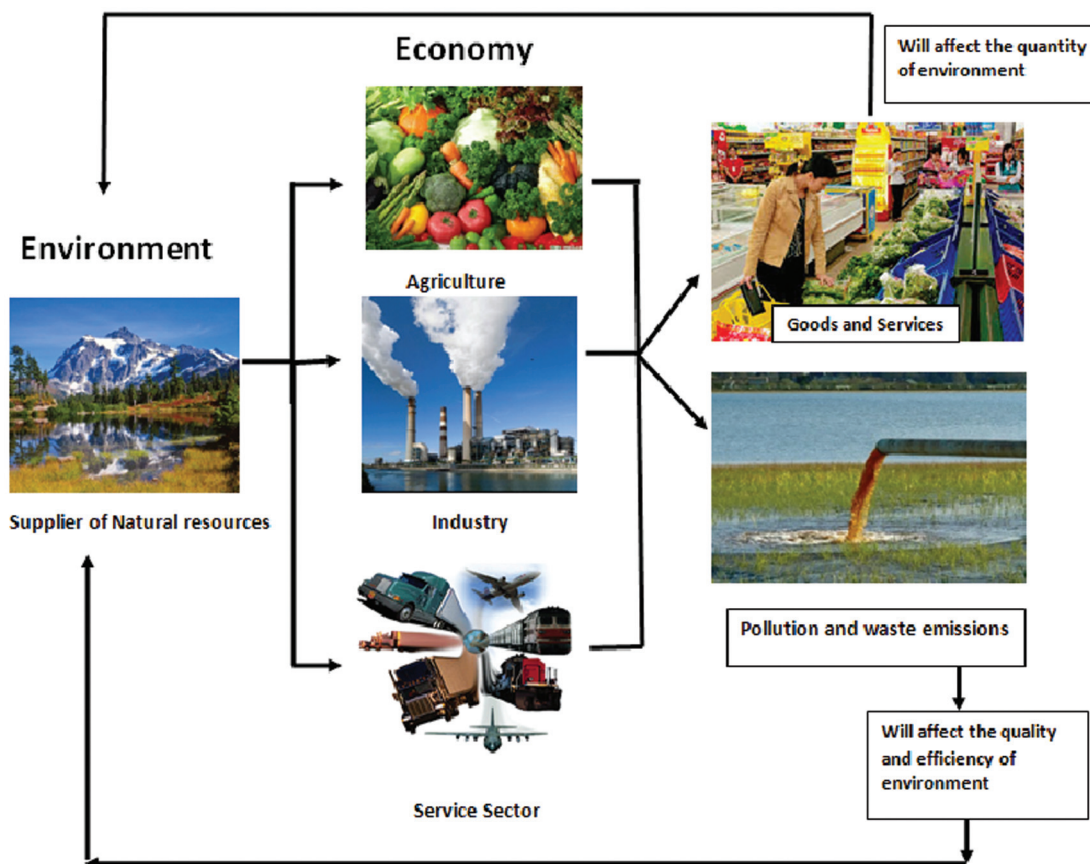 Economy
Will affect the quantity
of environment
Environment
Agriculture
Goods and Services
Supplier of Natural resources
Industry
Pollution and waste emissions
Will affect the quality
and efficiency of
environment
Service Sector